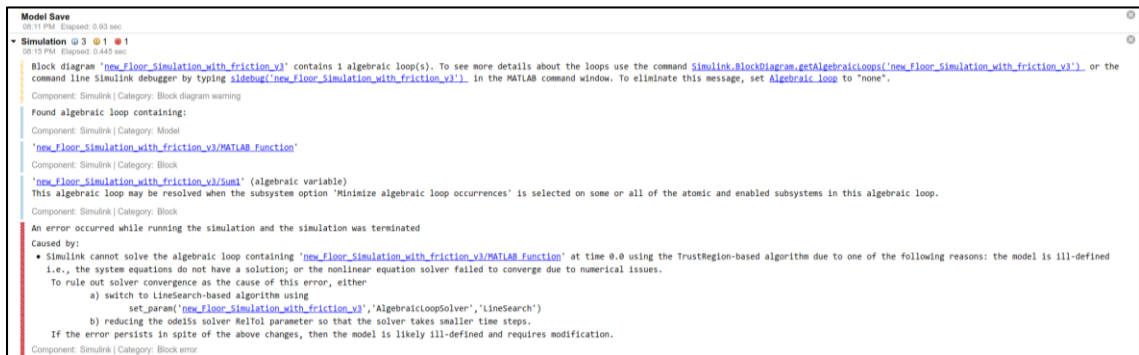 Model Save
08:11 PM Elapsed: 0.93 sec
Simulation 3 1 1
08:15 PM Elapsed: 0.445 sec
Block diagram 'new_Floor_Simulation_with_friction_v3' contains 1 algebraic loop(s). To see more details about the loops use the command Simulink.BlockDiagram.getAlgebraicLoops('new_Floor_Simulation_with_friction_v3') or the
command line Simulink debugger by typing sldebug('new_Floor_Simulation_with_friction_v3') in the MATLAB command window. To eliminate this message, set Algebraic loop to "none".
Component: Simulink | Category: Block diagram warning
Found algebraic loop containing:
Component: Simulink | Category: Model
'new_Floor_Simulation_with_friction_v3/MATLAB Function'
Component: Simulink | Category: Block
'new_Floor_Simulation_with_friction_v3/Sum1' (algebraic variable)
This algebraic loop may be resolved when the subsystem option 'Minimize algebraic loop occurrences' is selected on some or all of the atomic and enabled subsystems in this algebraic loop.
Component: Simulink | Category: Block
An error occurred while running the simulation and the simulation was terminated
Caused by:
• Simulink cannot solve the algebraic loop containing 'new_Floor_Simulation_with_friction_v3/MATLAB Function' at time 0.0 using the TrustRegion-based algorithm due to one of the following reasons: the model is ill-defined
i.e., the system equations do not have a solution; or the nonlinear equation solver failed to converge due to numerical issues.
To rule out solver convergence as the cause of this error, either
a) switch to LineSearch-based algorithm using
set_param('new_Floor_Simulation_with_friction_v3','AlgebraicLoopSolver','LineSearch')
b) reducing the ode15s solver RelTol parameter so that the solver takes smaller time steps.
If the error persists in spite of the above changes, then the model is likely ill-defined and requires modification.
Component: Simulink | Category: Block error